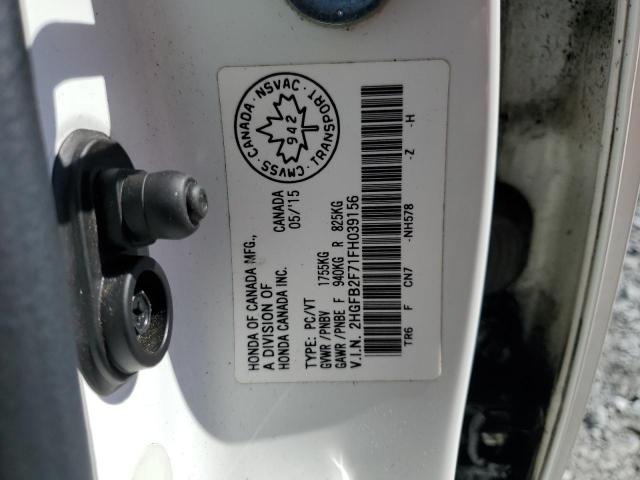 CMVSS · CANADA · NSVAC · TRANSPORT ·
942
HONDA OF CANADA MFG., CANADA
A DIVISION OF 05/'15
HONDA CANADA INC.
TYPE: PC/VT
GVWR/PNBV 1755KG
GAWR/PNBE F 940KG R 825KG
V.I.N. 2HGFB2F71FH039156
TR6 F CN7 -NH578 -Z -H